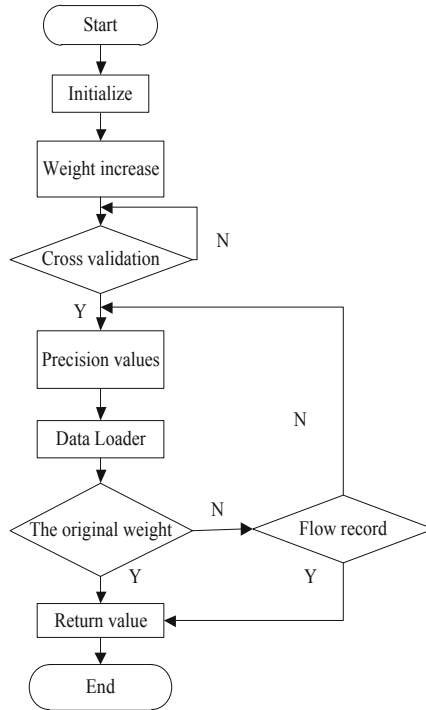 Start
Initialize
Weight increase
N
Cross validation
Y
Precision values
N
Data Loader
N
The original weight
Flow record
Y
Y
Return value
End